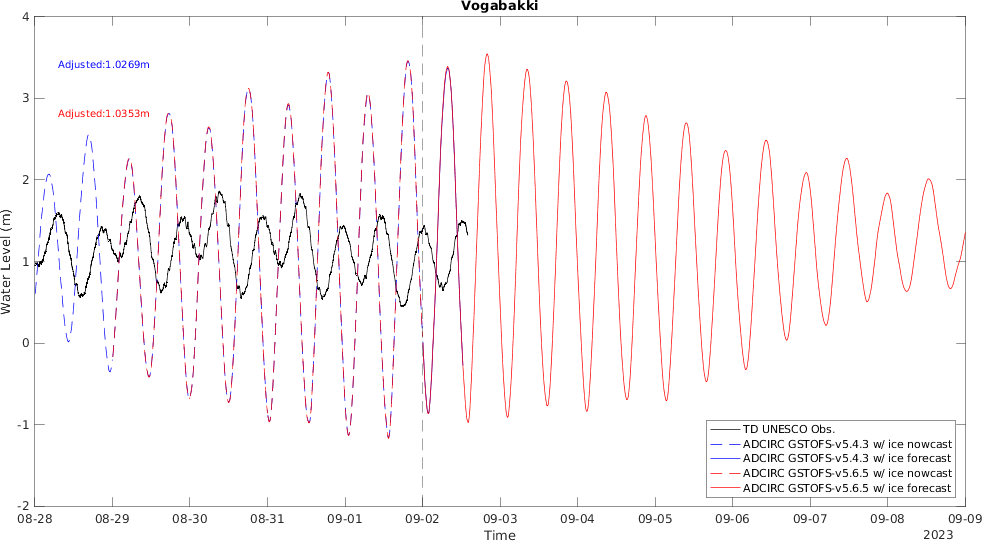 Vogabakki
Adjusted:1.0269m
Adjusted:1.0353m
4
3
2
1
0
-1
-2
Water Level (m)
TD UNESCO Obs.
ADCIRC GSTOFS-v5.4.3 w/ ice nowcast
ADCIRC GSTOFS-v5.4.3 w/ ice forecast
ADCIRC GSTOFS-v5.6.5 w/ ice nowcast
ADCIRC GSTOFS-v5.6.5 w/ ice forecast
08-28 08-29 08-30 08-31 09-01 09-02 09-03 09-04 09-05 09-06 09-07 09-08 09-09
Time
2023